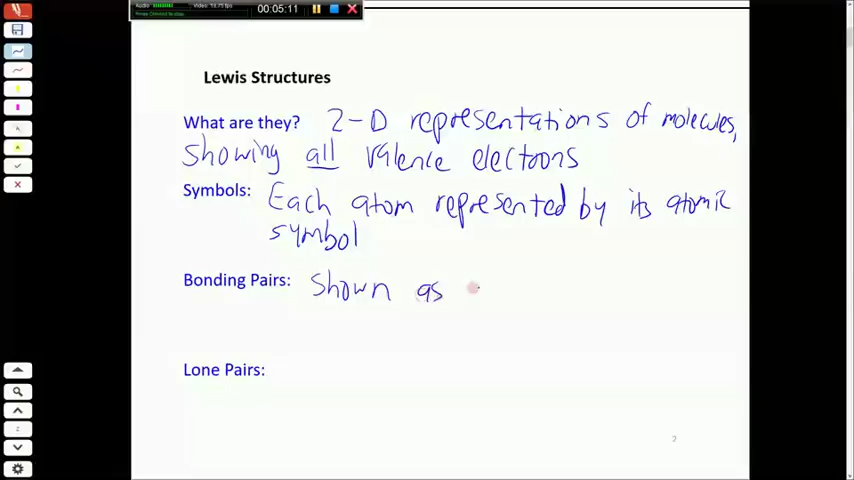 00:05:11
Lewis Structures
What are they? 2-D representations of molecules,
showing all valence electrons
Symbols: Each atom represented by its atomic
symbol
Bonding Pairs: Shown as
Lone Pairs:
2